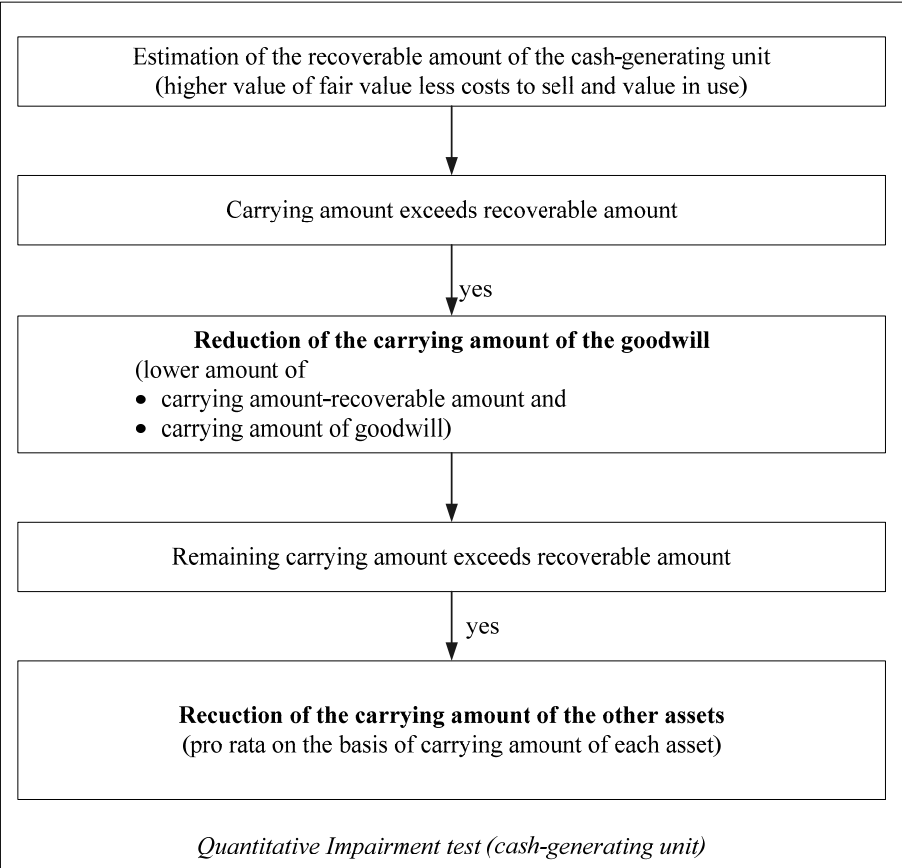 Estimation of the recoverable amount of the cash-generating unit
(higher value of fair value less costs to sell and value in use)
Carrying amount exceeds recoverable amount
yes
Reduction of the carrying amount of the goodwill
(lower amount of
• carrying amount-recoverable amount and
• carrying amount of goodwill)
Remaining carrying amount exceeds recoverable amount
yes
Recuction of the carrying amount of the other assets
(pro rata on the basis of carrying amount of each asset)
Quantitative Impairment test (cash-generating unit)